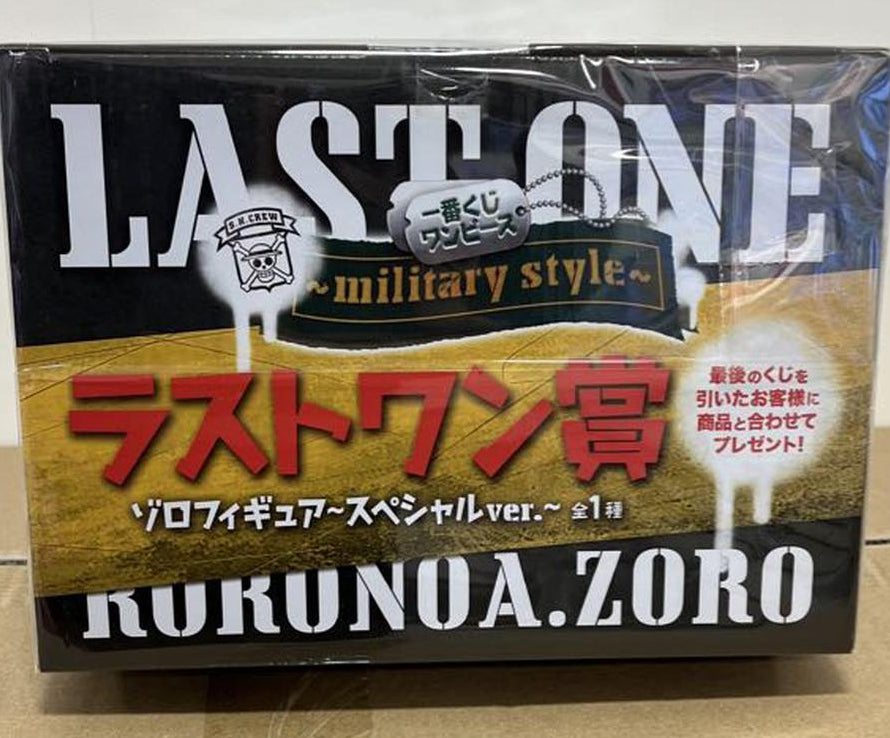 LAST ONE
S.H.CREW
一番くじ
ワンピース
~military style~
ラストワン賞
最後のくじを
引いたお客様に
商品と合わせて
プレゼント!
ゾロフィギュア~スペシャルver.~ 全1種
RORONOA.ZORO